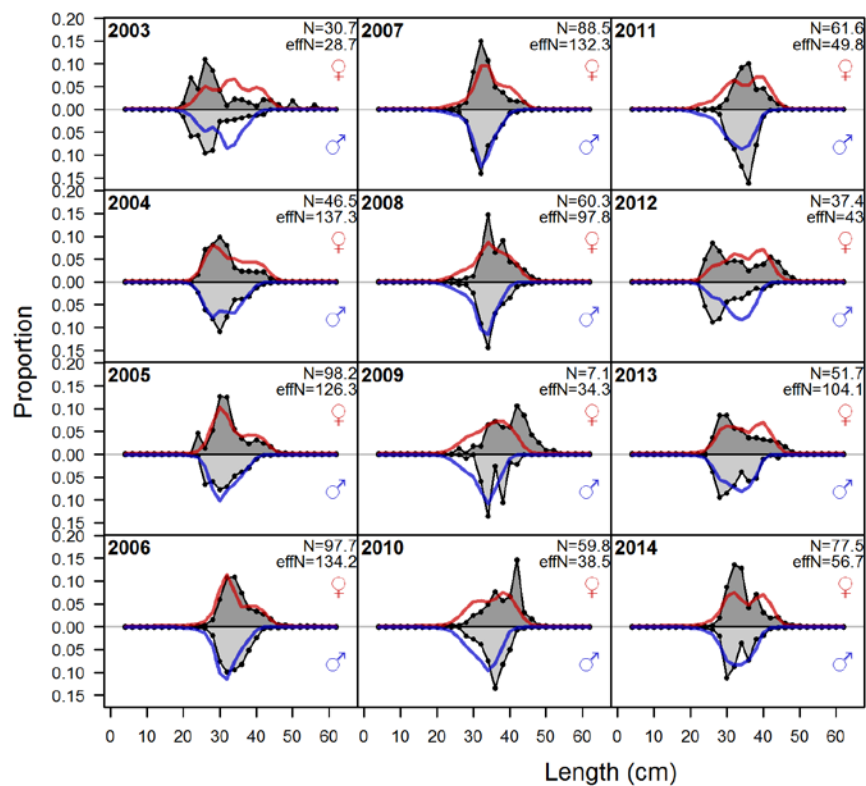 Proportion
0.20
0.15
0.10
0.05
0.00
0.05
0.10
0.15
0.20
0.15
0.10
0.05
0.00
0.05
0.10
0.15
0.20
0.15
0.10
0.05
0.00
0.05
0.10
0.15
0.20
0.15
0.10
0.05
0.00
0.05
0.10
0.15
2003
N=30.7
effN=28.7
♀
♂
2007
N=88.5
effN=132.3
♀
♂
2011
N=61.6
effN=49.8
♀
♂
2004
N=46.5
effN=137.3
♀
♂
2008
N=60.3
effN=97.8
♀
♂
2012
N=37.4
effN=43
♀
♂
2005
N=98.2
effN=126.3
♀
♂
2009
N=7.1
effN=34.3
♀
♂
2013
N=51.7
effN=104.1
♀
♂
2006
N=97.7
effN=134.2
♀
♂
2010
N=59.8
effN=38.5
♀
♂
2014
N=77.5
effN=56.7
♀
♂
0 10 20 30 40 50 60 0 10 20 30 40 50 60 0 10 20 30 40 50 60
Length (cm)